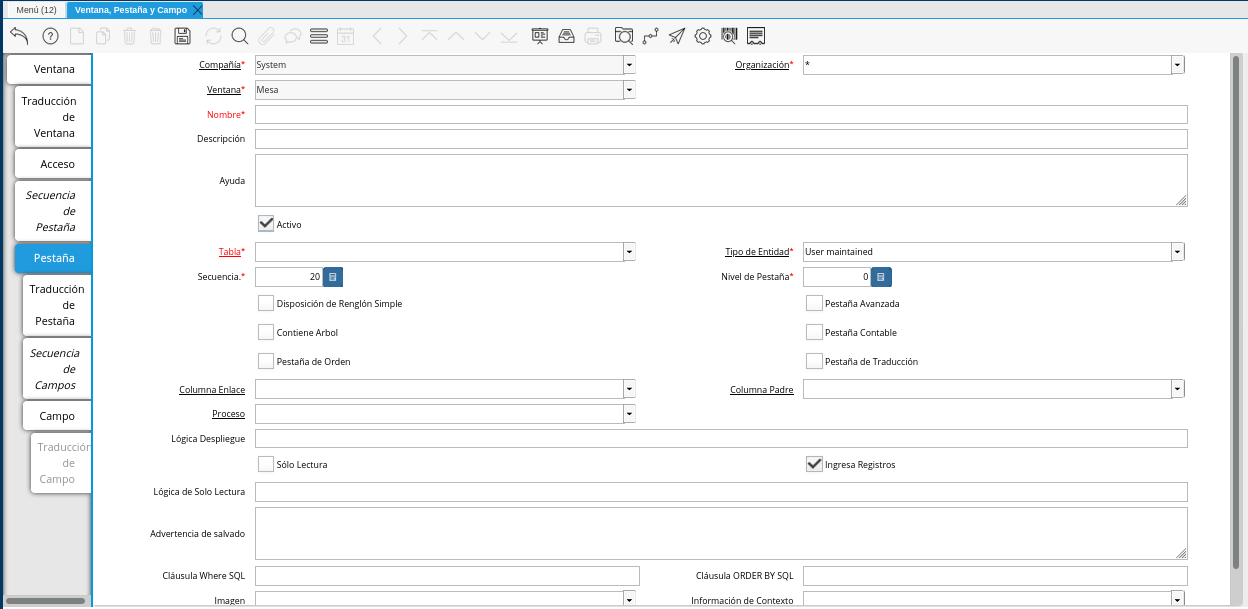 Menú (12) Ventana, Pestaña y Campo
31
Ventana
Traducción
de
Ventana
Acceso
Secuencia
de
Pestaña
Pestaña
Traducción
de
Pestaña
Secuencia
de
Campos
Campo
Traducción
de
Campo
Compañía* System Organización* *
Ventana* Mesa
Nombre*
Descripción
Ayuda
Activo
Tabla* Tipo de Entidad* User maintained
Secuencia.* 20 Nivel de Pestaña* 0
Disposición de Renglón Simple Pestaña Avanzada
Contiene Arbol Pestaña Contable
Pestaña de Orden Pestaña de Traducción
Columna Enlace Columna Padre
Proceso
Lógica Despliegue
Sólo Lectura Ingresa Registros
Lógica de Solo Lectura
Advertencia de salvado
Cláusula Where SQL Cláusula ORDER BY SQL
Imagen Información de Contexto